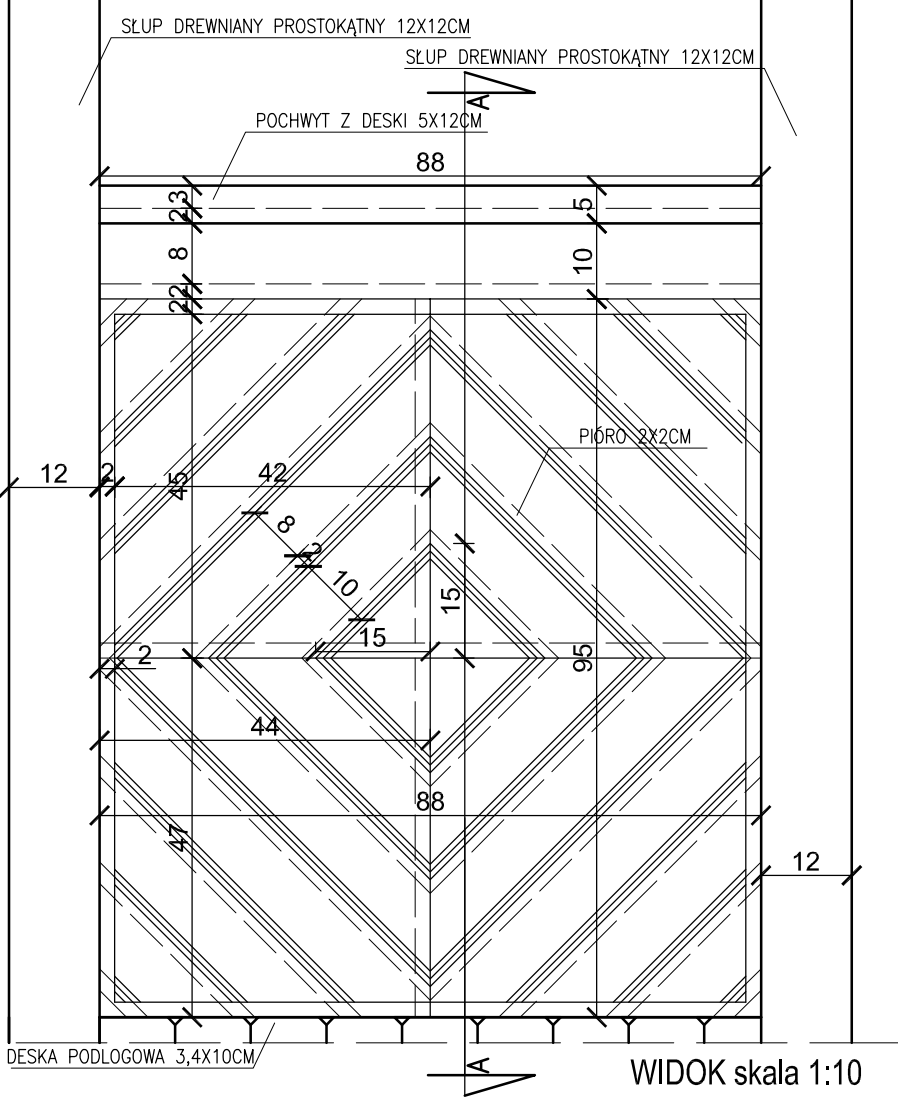 SŁUP DREWNIANY PROSTOKĄTNY 12X12CM
SŁUP DREWNIANY PROSTOKĄTNY 12X12CM
A
POCHWYT Z DESKI 5X12CM
88
3
2
5
8
10
2
2
PIÓRO 2X2CM
12
2
45
42
8
2
10
15
15
2
95
44
88
47
12
DESKA PODLOGOWA 3,4X10CM
A
WIDOK skala 1:10